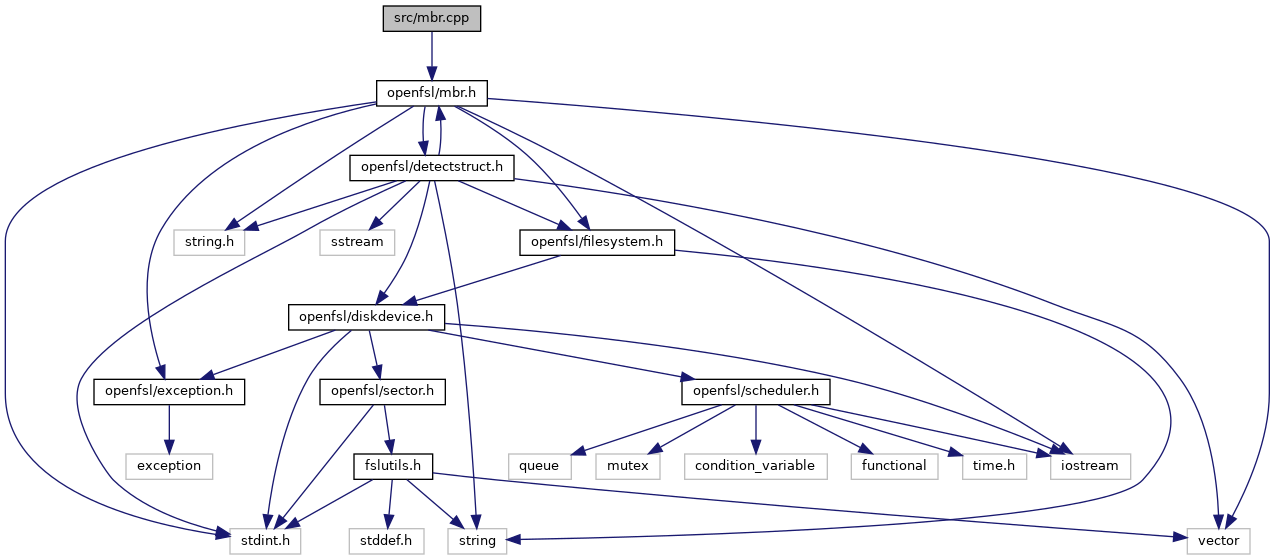 src/mbr.cpp
openfsl/mbr.h
openfsl/detectstruct.h
string.h
sstream
openfsl/filesystem.h
openfsl/diskdevice.h
openfsl/exception.h
openfsl/sector.h
openfsl/scheduler.h
exception
fslutils.h
queue
mutex
condition_variable
functional
time.h
iostream
stdint.h
stddef.h
string
vector